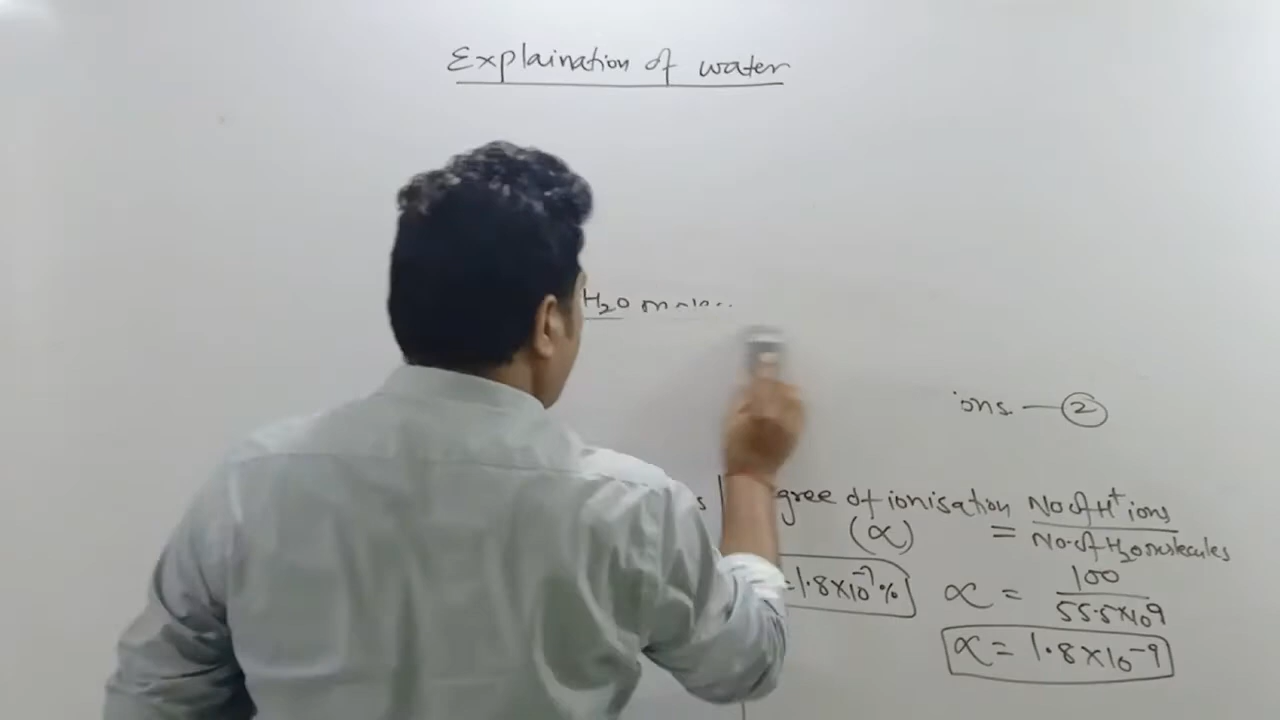 Explaination of water
H₂O
ions — ②
gree of ionisation = No of H⁺ ions / No. of H₂O molecules
(α)
=1.8×10⁻⁷%
α = 100 / 55.5×10⁹
α = 1.8×10⁻⁹